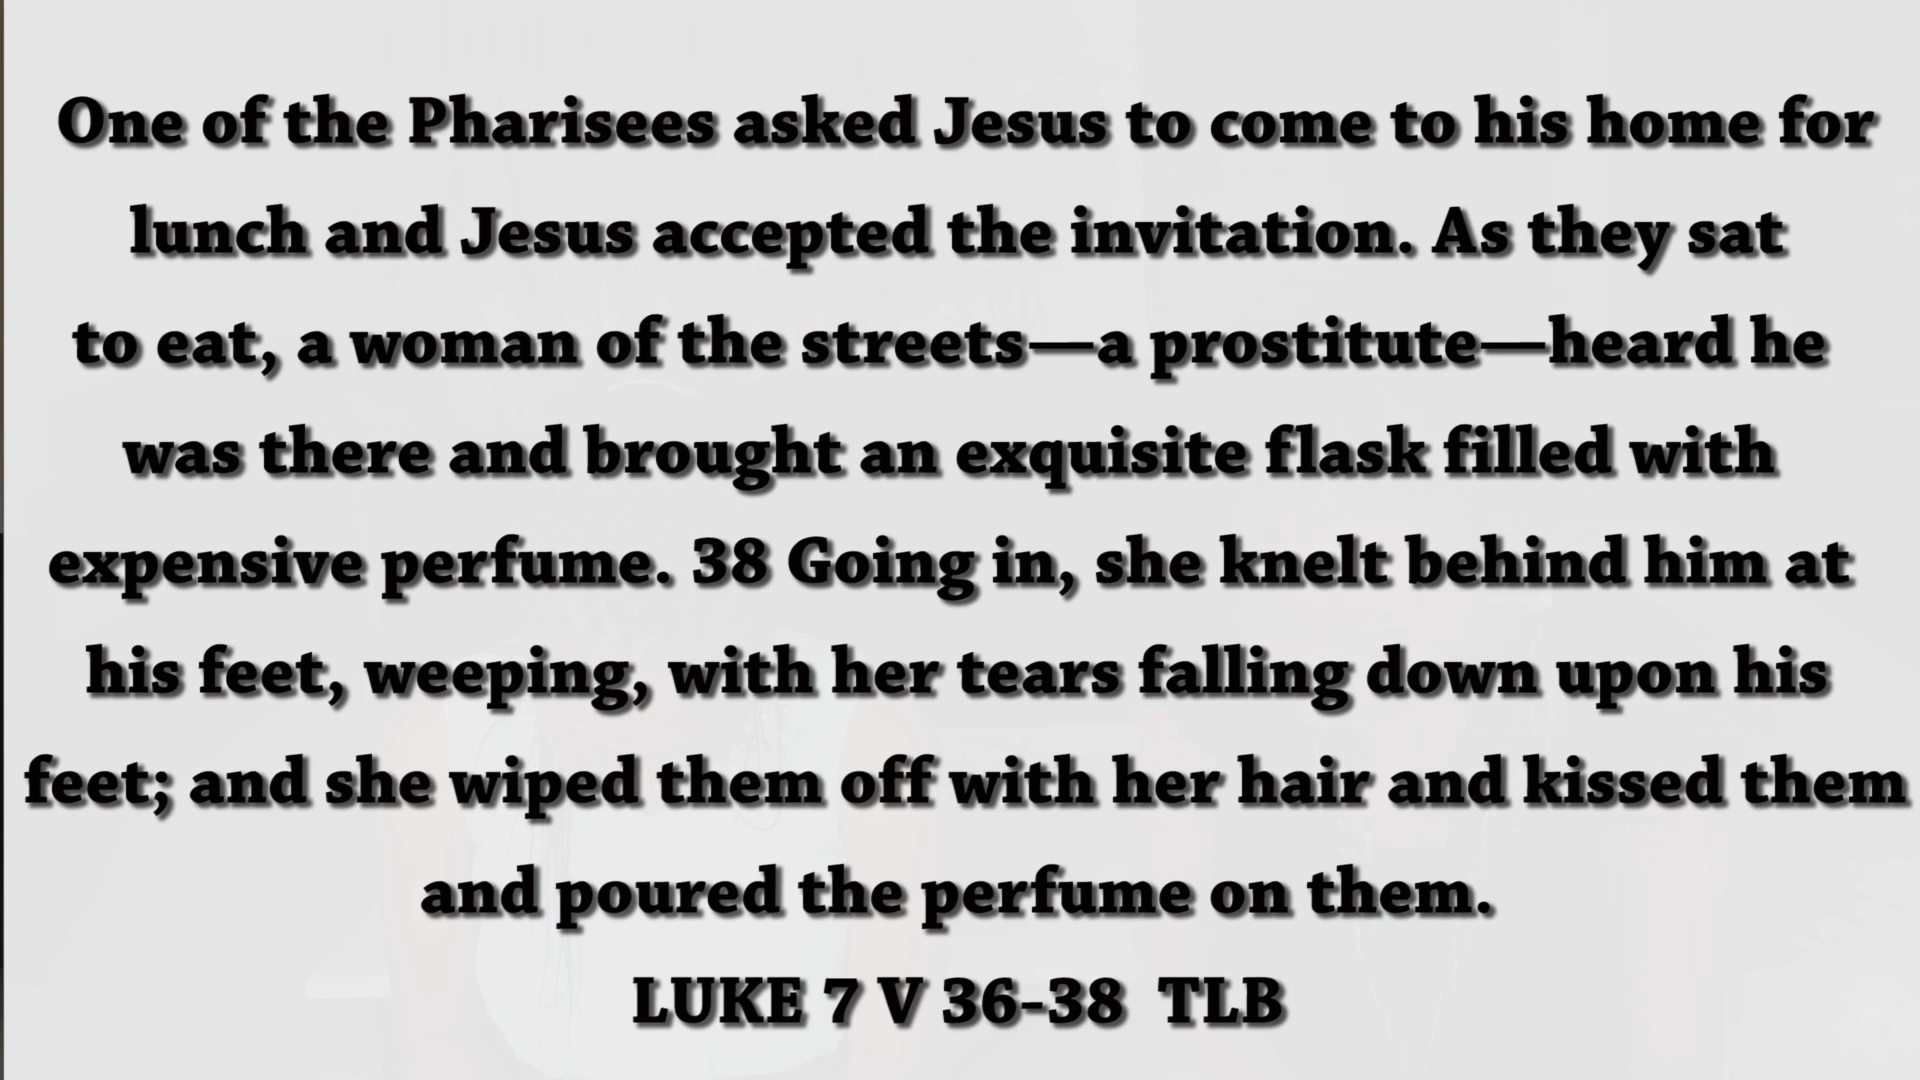 One of the Pharisees asked Jesus to come to his home for
lunch and Jesus accepted the invitation. As they sat
to eat, a woman of the streets—a prostitute—heard he
was there and brought an exquisite flask filled with
expensive perfume. 38 Going in, she knelt behind him at
his feet, weeping, with her tears falling down upon his
feet; and she wiped them off with her hair and kissed them
and poured the perfume on them.
LUKE 7 V 36-38 TLB